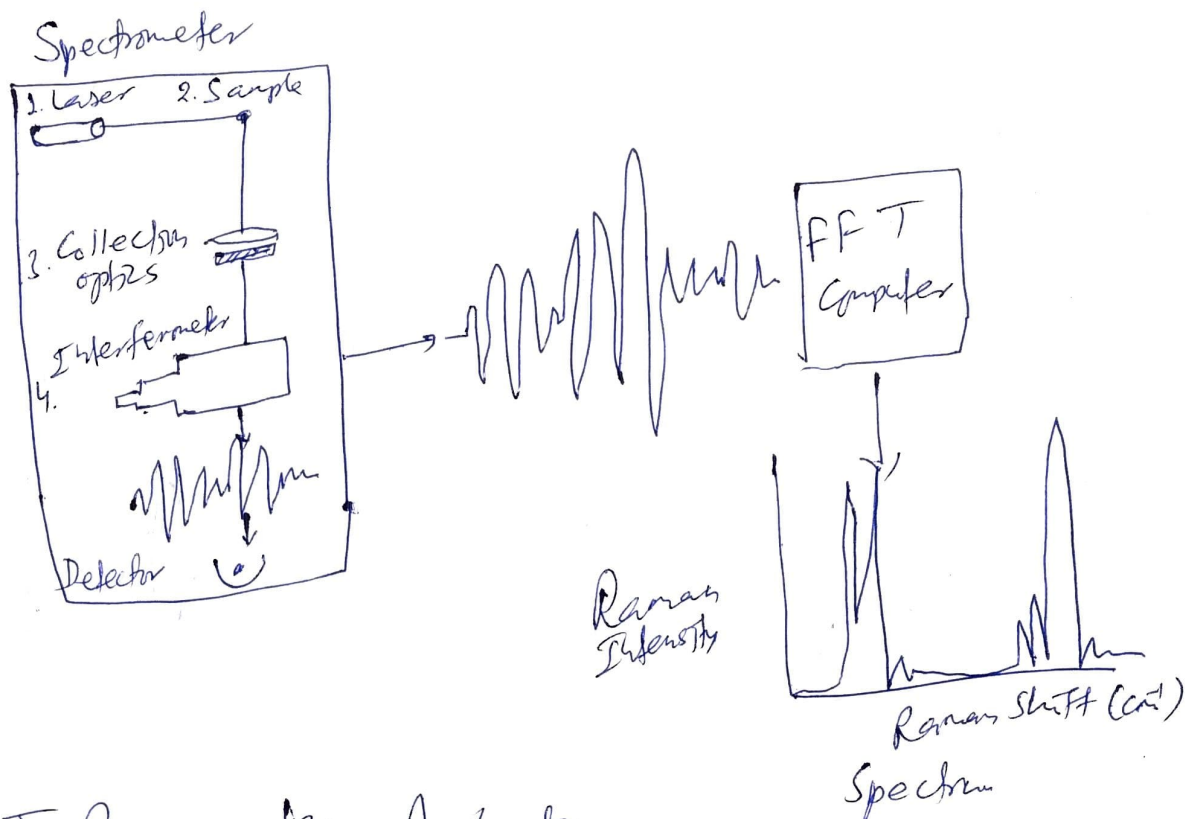 Spectrometer
1. Laser 2. Sample
3. Collection
optics
Interferometer
4.
Detector
FFT
Computer
Raman
Intensity
Raman Shift (cm⁻¹)
Spectrum